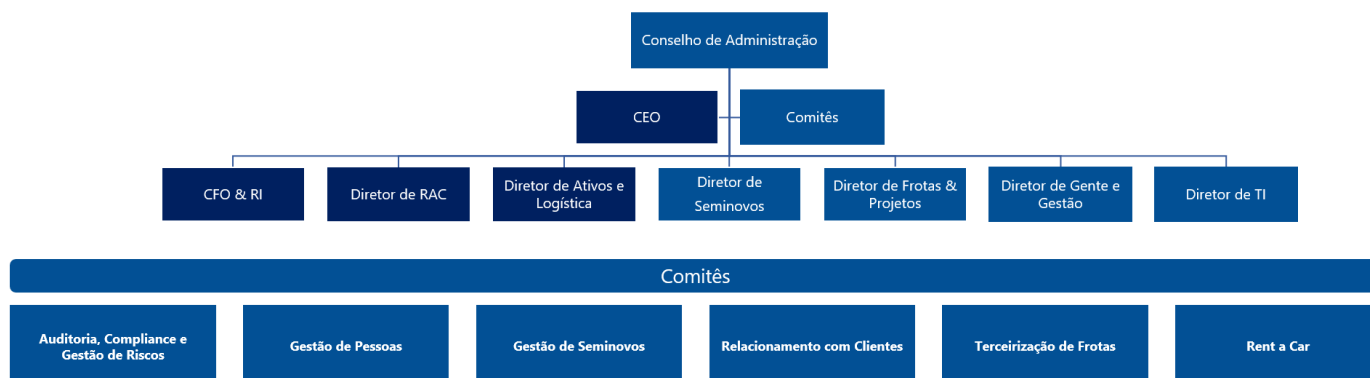 Conselho de Administração
CEO
Comitês
CFO & RI
Diretor de RAC
Diretor de Ativos e
Logística
Diretor de
Seminovos
Diretor de Frotas &
Projetos
Diretor de Gente e
Gestão
Diretor de TI
Comitês
Auditoria, Compliance e
Gestão de Riscos
Gestão de Pessoas
Gestão de Seminovos
Relacionamento com Clientes
Terceirização de Frotas
Rent a Car